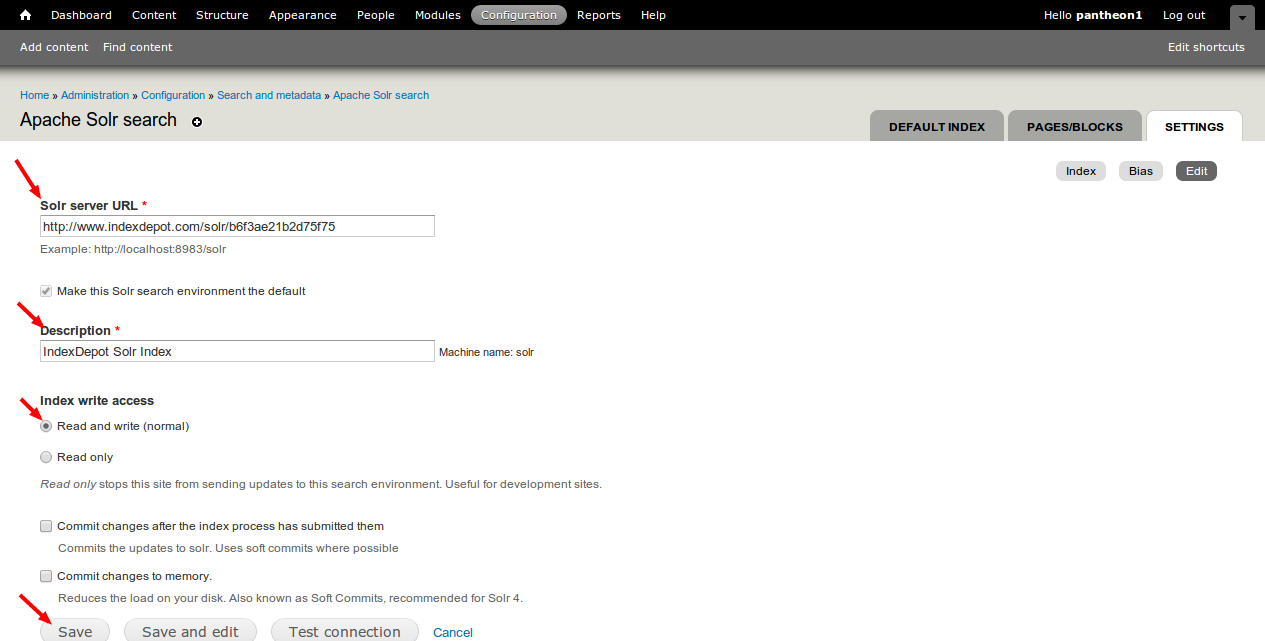 Dashboard Content Structure Appearance People Modules Configuration Reports Help Hello pantheon1 Log out
Add content Find content Edit shortcuts
Home » Administration » Configuration » Search and metadata » Apache Solr search
Apache Solr search
DEFAULT INDEX PAGES/BLOCKS SETTINGS
Index Bias Edit
Solr server URL *
http://www.indexdepot.com/solr/b6f3ae21b2d75f75
Example: http://localhost:8983/solr
Make this Solr search environment the default
Description *
IndexDepot Solr Index Machine name: solr
Index write access
Read and write (normal)
Read only
Read only stops this site from sending updates to this search environment. Useful for development sites.
Commit changes after the index process has submitted them
Commits the updates to solr. Uses soft commits where possible
Commit changes to memory.
Reduces the load on your disk. Also known as Soft Commits, recommended for Solr 4.
Save Save and edit Test connection Cancel